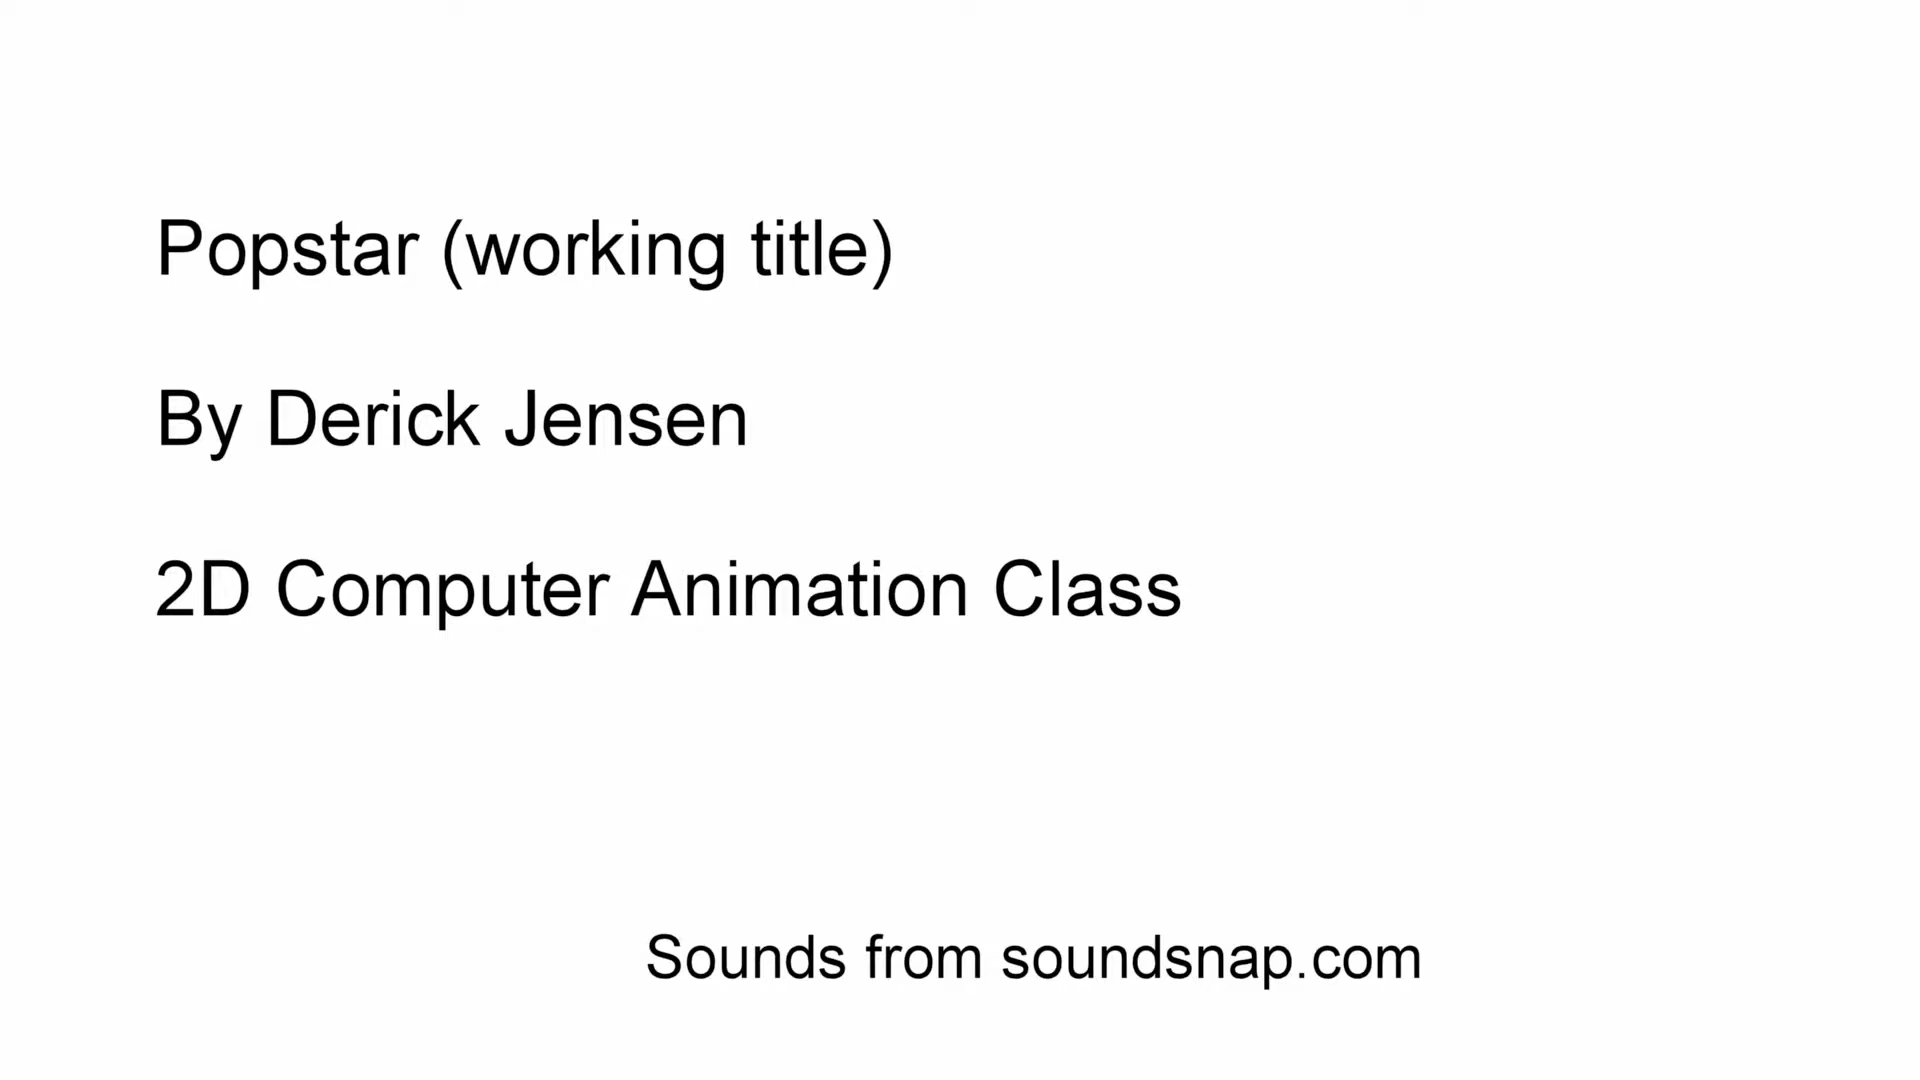 Popstar (working title)
By Derick Jensen
2D Computer Animation Class
Sounds from soundsnap.com